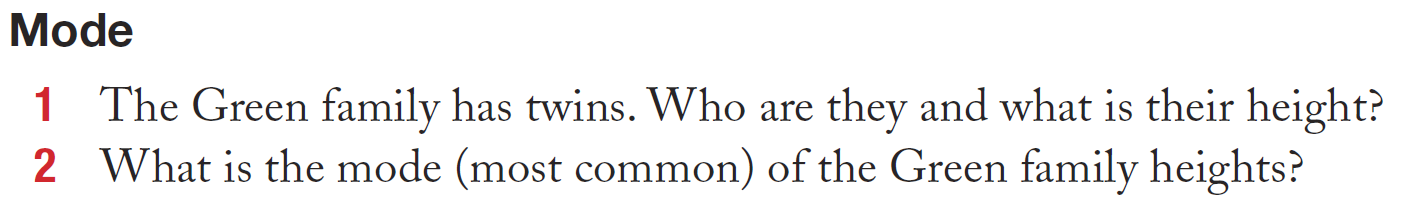 Mode
1 The Green family has twins. Who are they and what is their height?
2 What is the mode (most common) of the Green family heights?